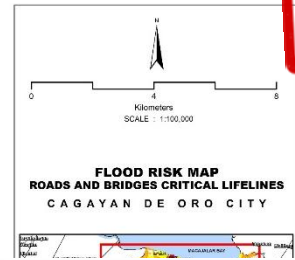 N
0 4 8
Kilometers
SCALE : 1:100,000
FLOOD RISK MAP
ROADS AND BRIDGES CRITICAL LIFELINES
CAGAYAN DE ORO CITY
MACAJALAR BAY